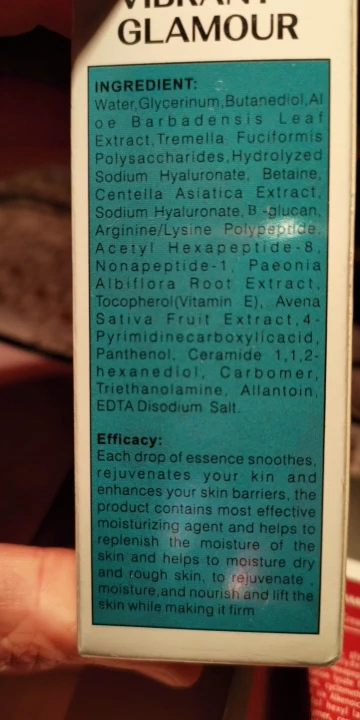 VIBRANT
GLAMOUR
INGREDIENT:
Water,Glycerinum,Butanediol,Al
oe Barbadensis Leaf
Extract,Tremella Fuciformis
Polysaccharides,Hydrolyzed
Sodium Hyaluronate, Betaine,
Centella Asiatica Extract,
Sodium Hyaluronate,B-glucan,
Arginine/Lysine Polypeptide,
Acetyl Hexapeptide-8,
Nonapeptide-1, Paeonia
Albiflora Root Extract,
Tocopherol(Vitamin E), Avena
Sativa Fruit Extract,4-
Pyrimidinecarboxylicacid,
Panthenol, Ceramide 1,1,2-
hexanediol, Carbomer,
Triethanolamine, Allantoin,
EDTA Disodium Salt.
Efficacy:
Each drop of essence smoothes,
rejuvenates your kin and
enhances your skin barriers, the
product contains most effective
moisturizing agent and helps to
replenish the moisture of the
skin and helps to moisture dry
and rough skin, to rejuvenate
moisture,and nourish and lift the
skin while making it firm